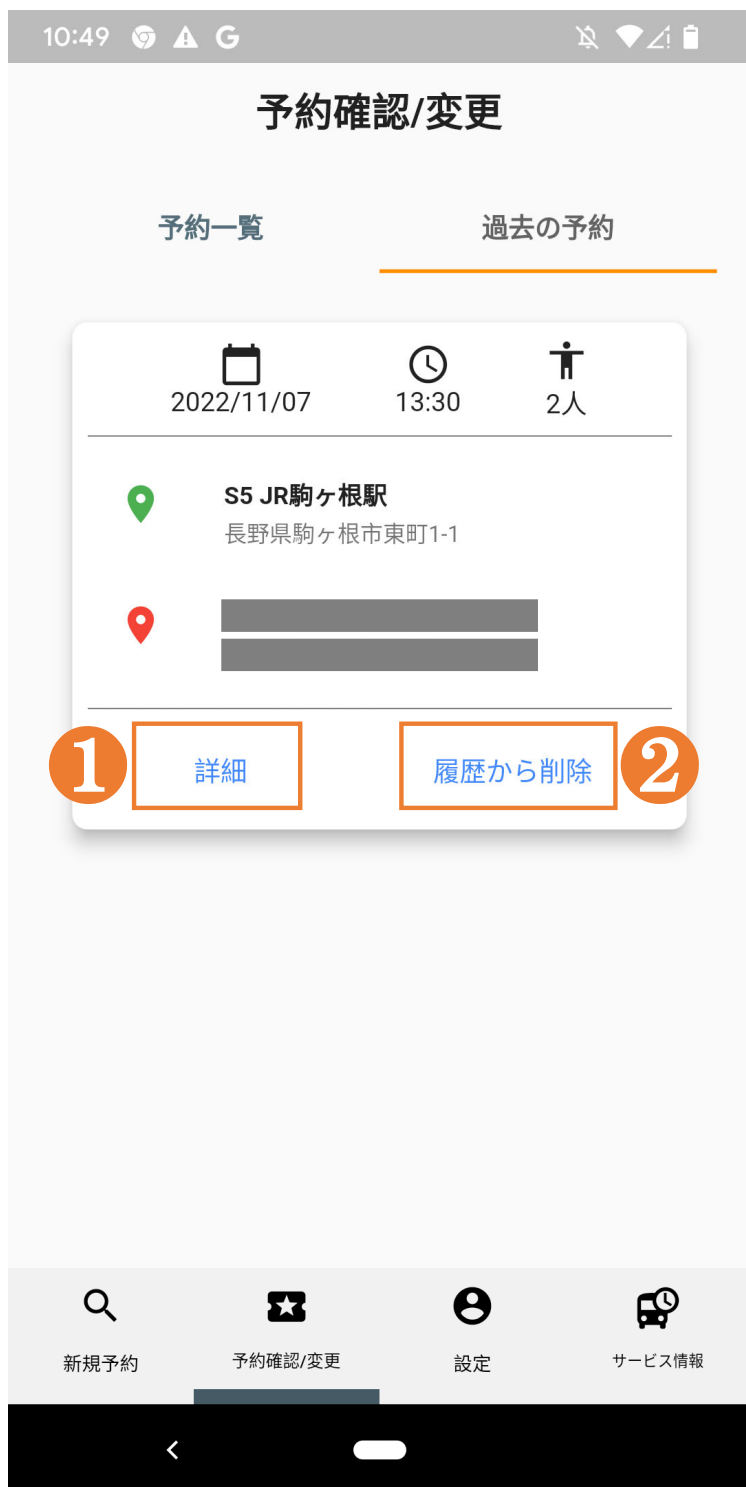 10:49
予約確認/変更
予約一覧 過去の予約
2022/11/07 13:30 2人
S5 JR駒ヶ根駅
長野県駒ヶ根市東町1-1
1 詳細 履歴から削除 2
新規予約 予約確認/変更 設定 サービス情報